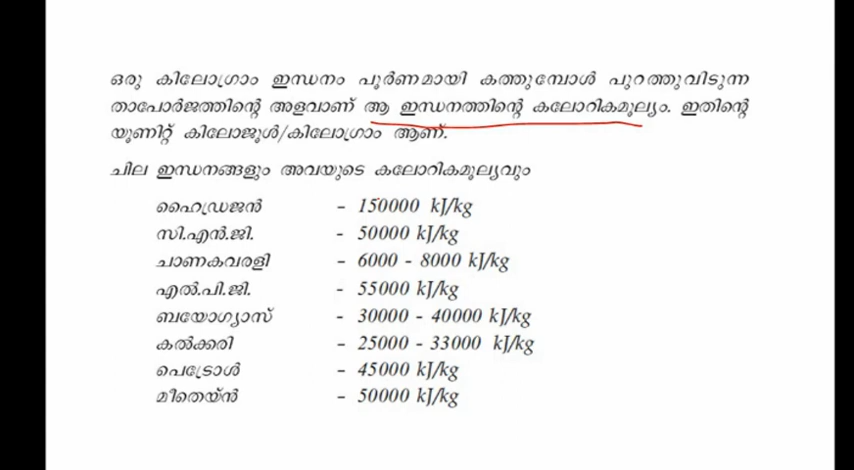 ഒരു കിലോഗ്രാം ഇന്ധനം പൂർണമായി കത്തുമ്പോൾ പുറത്തുവിടുന്ന
താപോർജത്തിന്റെ അളവാണ് ആ ഇന്ധനത്തിന്റെ കലോറികമൂല്യം. ഇതിന്റെ
യൂണിറ്റ് കിലോജൂൾ/കിലോഗ്രാം ആണ്.
ചില ഇന്ധനങ്ങളും അവയുടെ കലോറികമൂല്യവും
ഹൈഡ്രജൻ - 150000 kJ/kg
സി.എൻ.ജി. - 50000 kJ/kg
ചാണകവരളി - 6000 - 8000 kJ/kg
എൽ.പി.ജി. - 55000 kJ/kg
ബയോഗ്യാസ് - 30000 - 40000 kJ/kg
കൽക്കരി - 25000 - 33000 kJ/kg
പെട്രോൾ - 45000 kJ/kg
മീതെയ്ൻ - 50000 kJ/kg